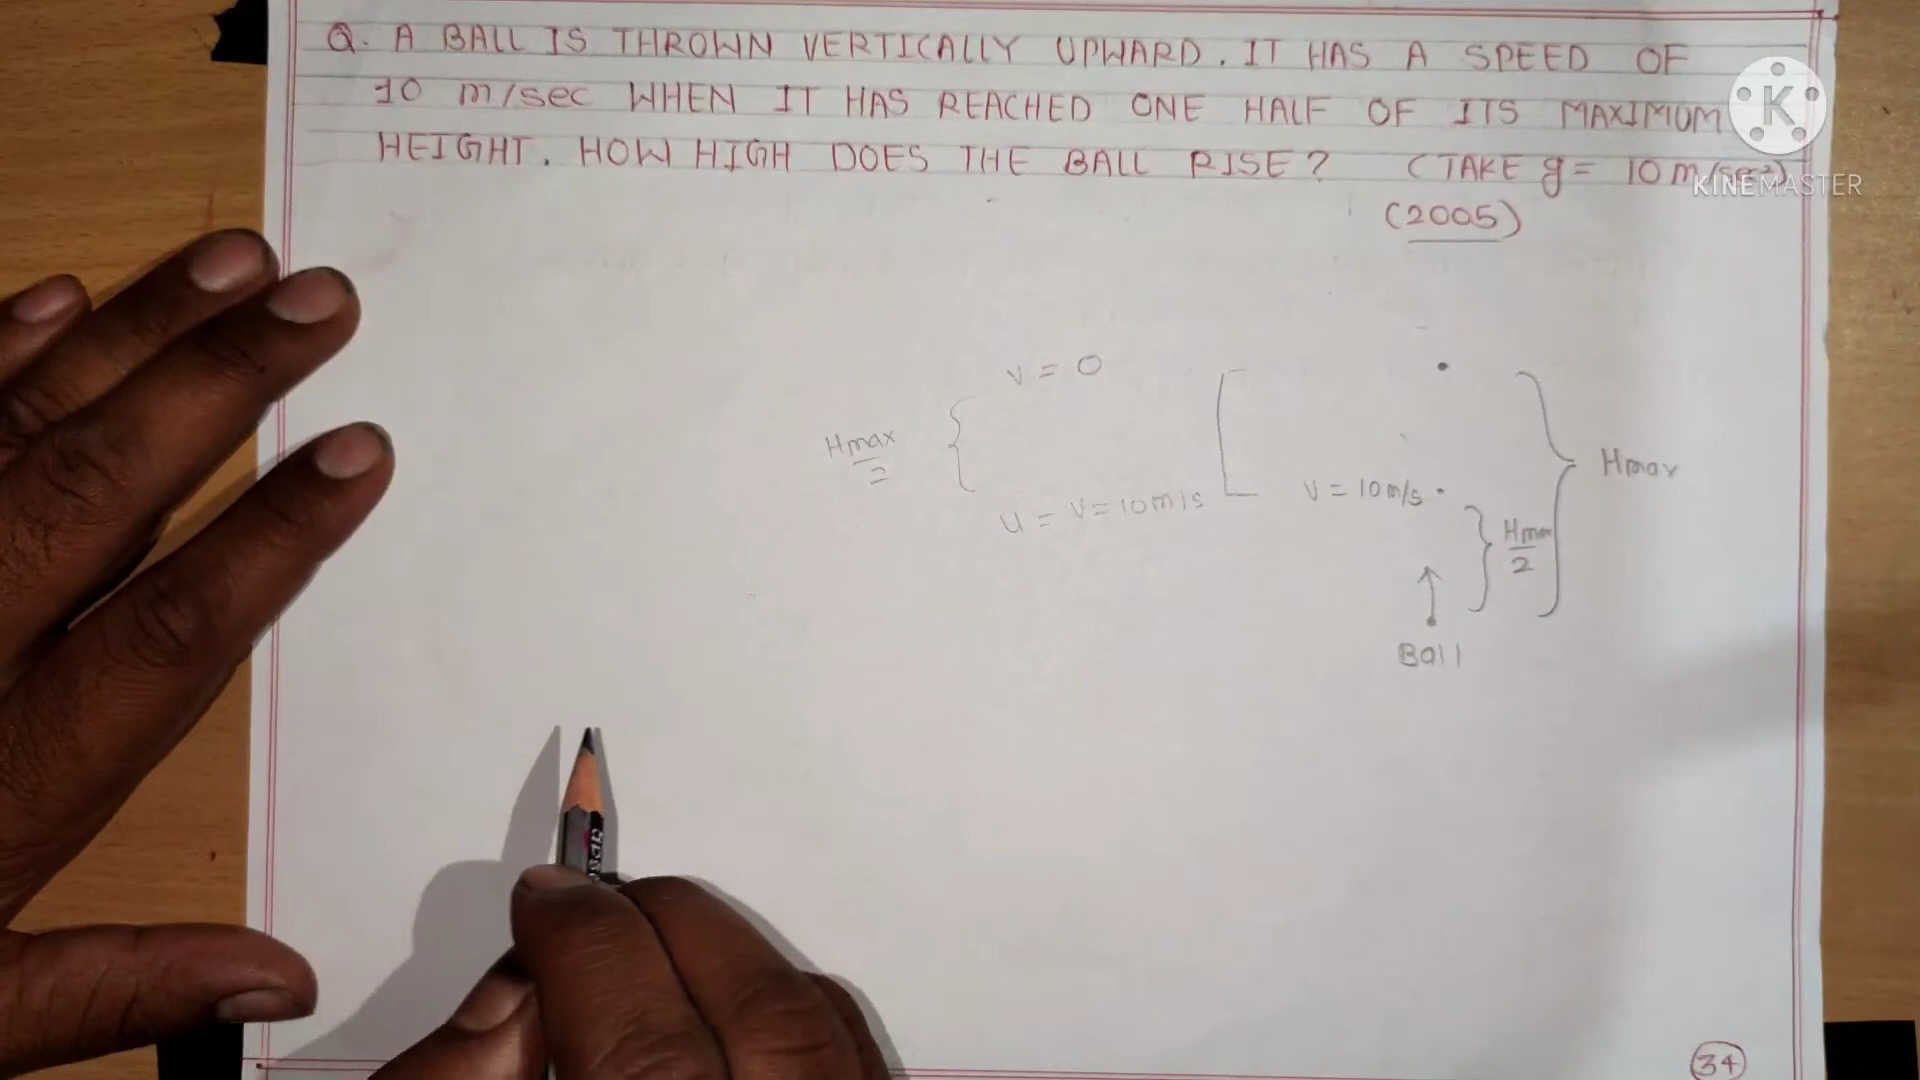 Q. A BALL IS THROWN VERTICALLY UPWARD. IT HAS A SPEED OF
10 m/sec WHEN IT HAS REACHED ONE HALF OF ITS MAXIMUM
HEIGHT. HOW HIGH DOES THE BALL RISE? (TAKE g = 10 m/sec²)
K
KINEMASTER
(2005)
v = 0
Hmax
Hmax/2
u = v = 10 m/s
v = 10 m/s
Hmax/2
Ball
34